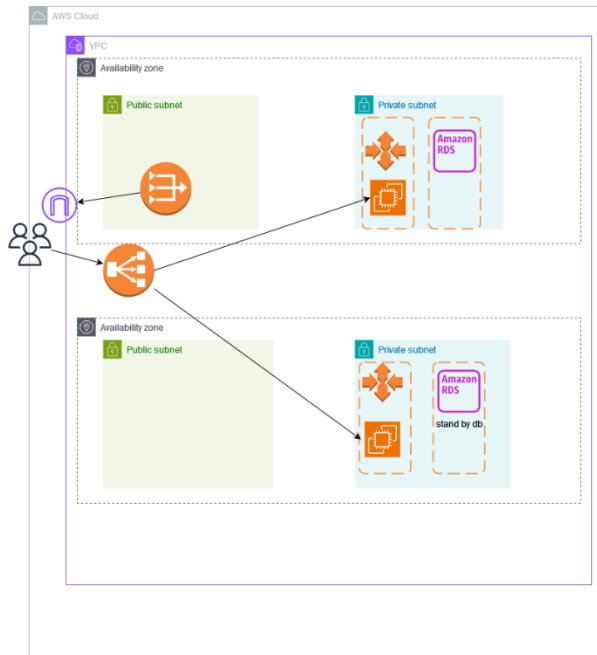 AWS Cloud
VPC
Availability zone
Public subnet
Private subnet
Amazon
RDS
Availability zone
Public subnet
Private subnet
Amazon
RDS
stand by db